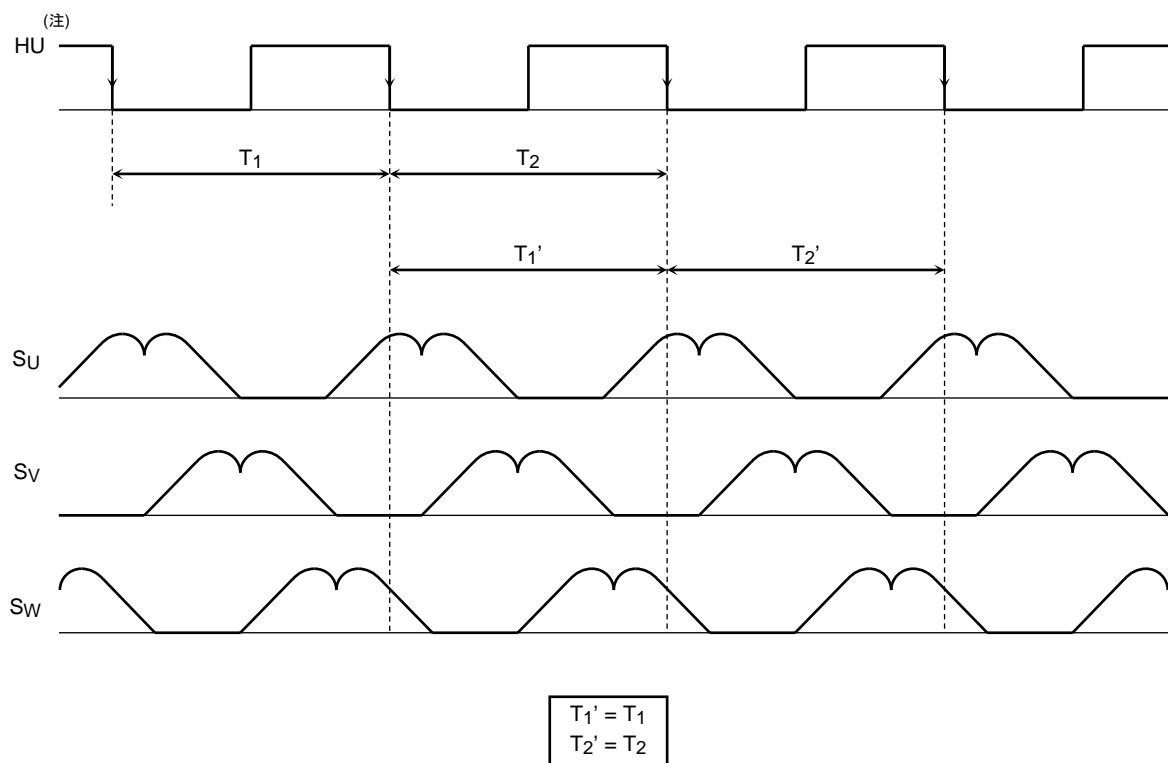 (注)
HU
T1
T2
T1’
T2’
SU
SV
SW
T1’ = T1
T2’ = T2